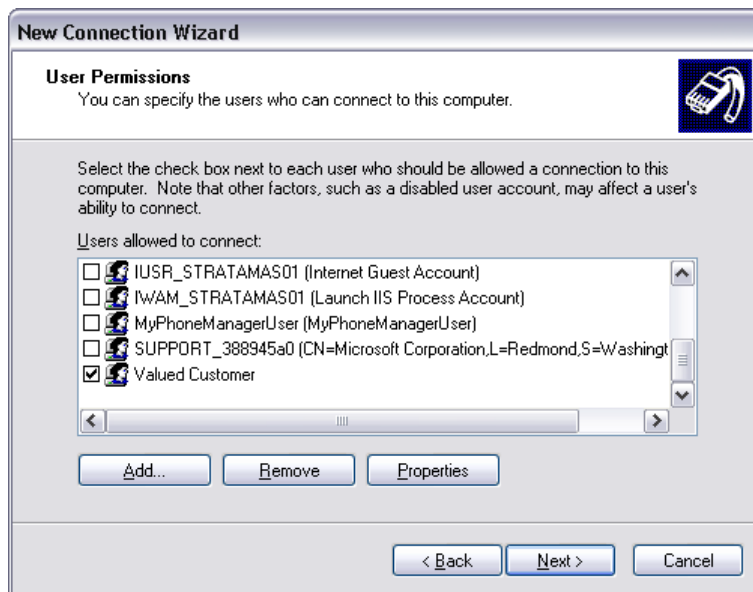 New Connection Wizard
User Permissions
You can specify the users who can connect to this computer.
Select the check box next to each user who should be allowed a connection to this
computer. Note that other factors, such as a disabled user account, may affect a user's
ability to connect.
Users allowed to connect:
IUSR_STRATAMAS01 (Internet Guest Account)
IWAM_STRATAMAS01 (Launch IIS Process Account)
MyPhoneManagerUser (MyPhoneManagerUser)
SUPPORT_388945a0 (CN=Microsoft Corporation,L=Redmond,S=Washingt
Valued Customer
Add... Remove Properties
< Back Next > Cancel